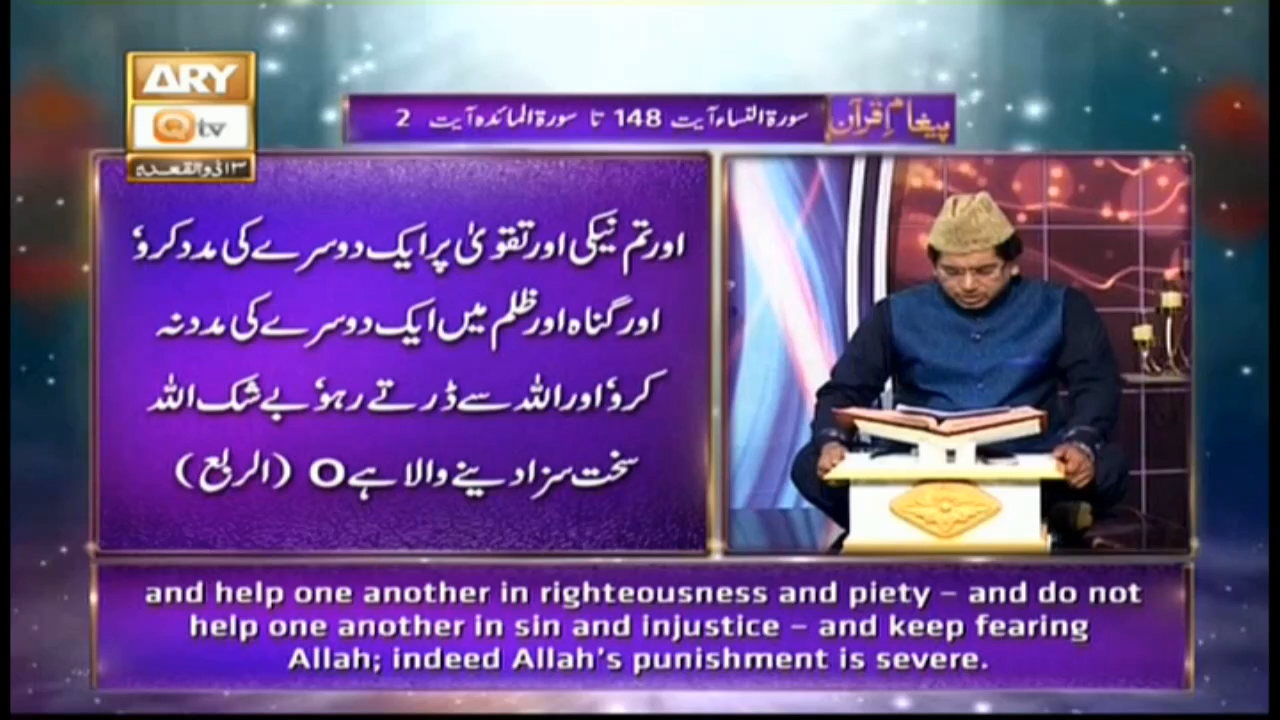 ARY
Qtv
۱۳ ذوالقعدہ
پیغامِ قرآن
سورۃ النساء آیت 148 تا سورۃ المائدہ آیت 2
اور تم نیکی اور تقویٰ پر ایک دوسرے کی مدد کرو'
اور گناہ اور ظلم میں ایک دوسرے کی مدد نہ
کرو' اور اللہ سے ڈرتے رہو' بے شک اللہ
سخت سزا دینے والا ہے O (الربع)
and help one another in righteousness and piety – and do not
help one another in sin and injustice – and keep fearing
Allah; indeed Allah's punishment is severe.